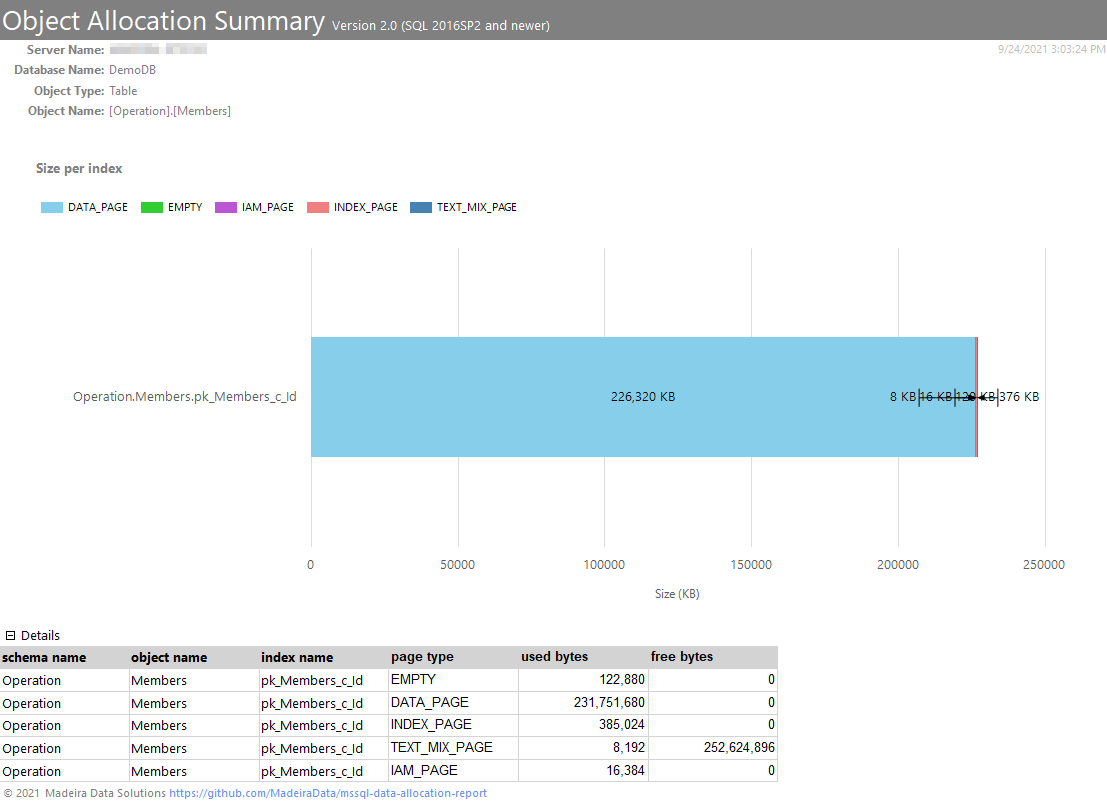 Object Allocation Summary Version 2.0 (SQL 2016SP2 and newer)
Server Name:
9/24/2021 3:03:24 PM
Database Name: DemoDB
Object Type: Table
Object Name: [Operation].[Members]
Size per index
DATA_PAGE EMPTY IAM_PAGE INDEX_PAGE TEXT_MIX_PAGE
Operation.Members.pk_Members_c_Id 226,320 KB 8 KB 16 KB 120 KB 376 KB
0 50000 100000 150000 200000 250000
Size (KB)
Details
schema name object name index name page type used bytes free bytes
Operation Members pk_Members_c_Id EMPTY 122,880 0
Operation Members pk_Members_c_Id DATA_PAGE 231,751,680 0
Operation Members pk_Members_c_Id INDEX_PAGE 385,024 0
Operation Members pk_Members_c_Id TEXT_MIX_PAGE 8,192 252,624,896
Operation Members pk_Members_c_Id IAM_PAGE 16,384 0
© 2021 Madeira Data Solutions https://github.com/MadeiraData/mssql-data-allocation-report